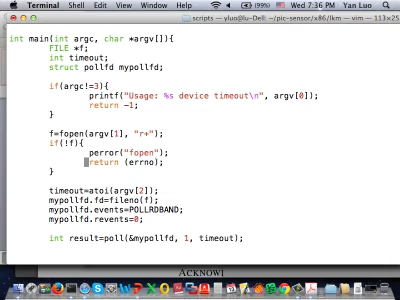 Terminal Shell Edit View Window Help (99%) Wed 7:36 PM Yan Luo
scripts — yluo@lu-Dell: ~/pic-sensor/x86/lkm — vim — 113×25
int main(int argc, char *argv[]){
FILE *f;
int timeout;
struct pollfd mypollfd;
if(argc!=3){
printf("Usage: %s device timeout\n", argv[0]);
return -1;
}
f=fopen(argv[1], "r+");
if(!f){
perror("fopen");
return (errno);
}
timeout=atoi(argv[2]);
mypollfd.fd=fileno(f);
mypollfd.events=POLLRDBAND;
mypollfd.revents=0;
int result=poll(&mypollfd, 1, timeout);
ACKNOWL